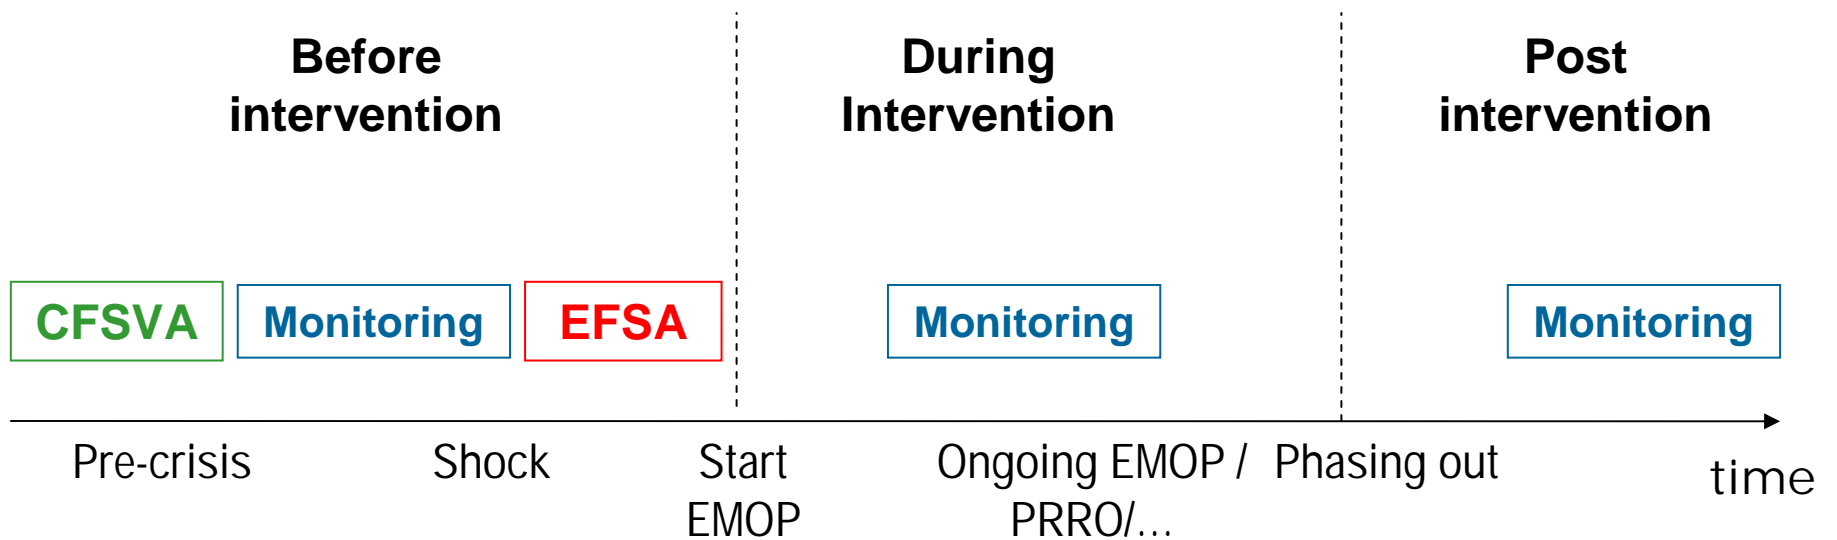 Before
intervention
During
Intervention
Post
intervention
CFSVA
Monitoring
EFSA
Monitoring
Monitoring
Pre-crisis
Shock
Start
EMOP
Ongoing EMOP /
PRRO/...
Phasing out
time